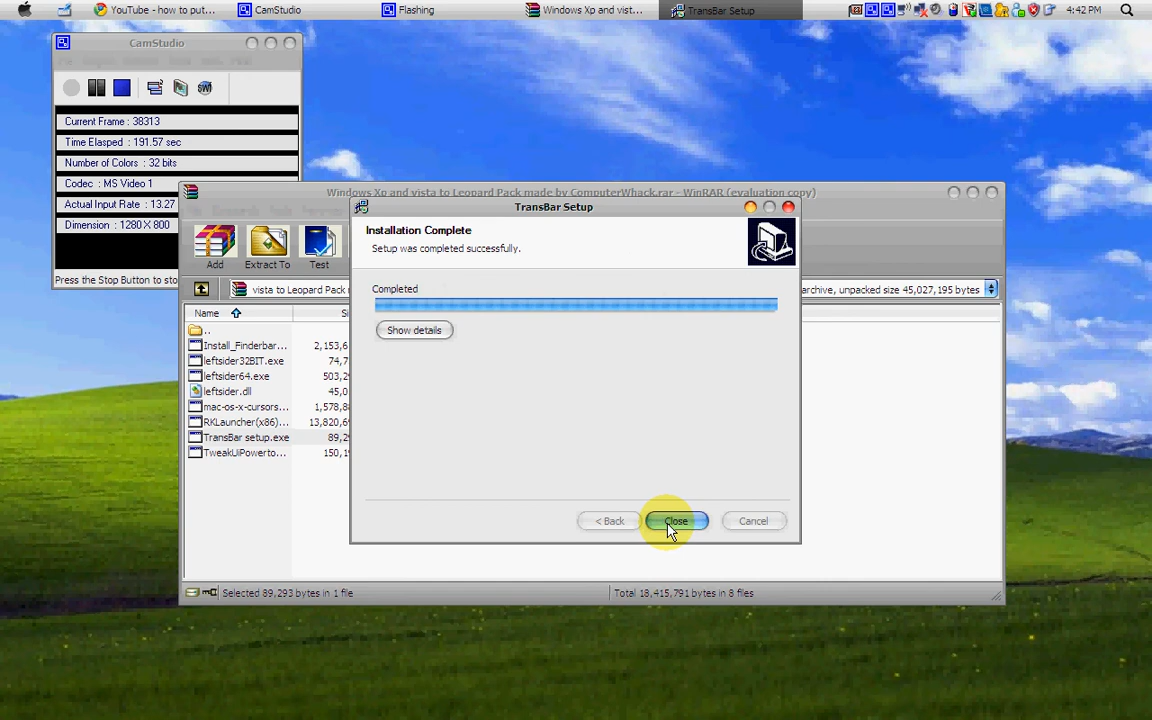 YouTube - how to put...
CamStudio
Flashing
Windows Xp and vist...
TransBar Setup
4:42 PM
CamStudio
Current Frame : 38313
Time Elasped : 191.57 sec
Number of Colors : 32 bits
Codec : MS Video 1
Actual Input Rate : 13.27
Dimension : 1280 X 800
Press the Stop Button to sto
Windows Xp and vista to Leopard Pack made by ComputerWhack.rar - WinRAR (evaluation copy)
Add
Extract To
Test
vista to Leopard Pack
archive, unpacked size 45,027,195 bytes
Name
Si
..
Install_Finderbar...
2,153,6
leftsider32BIT.exe
74,7
leftsider64.exe
503,29
leftsider.dll
45,0
mac-os-x-cursors...
1,578,8
RKLauncher(x86)...
13,820,6
TransBar setup.exe
89,29
TweakUiPowerto...
150,19
Selected 89,293 bytes in 1 file
Total 18,415,791 bytes in 8 files
TransBar Setup
Installation Complete
Setup was completed successfully.
Completed
Show details
< Back
Close
Cancel